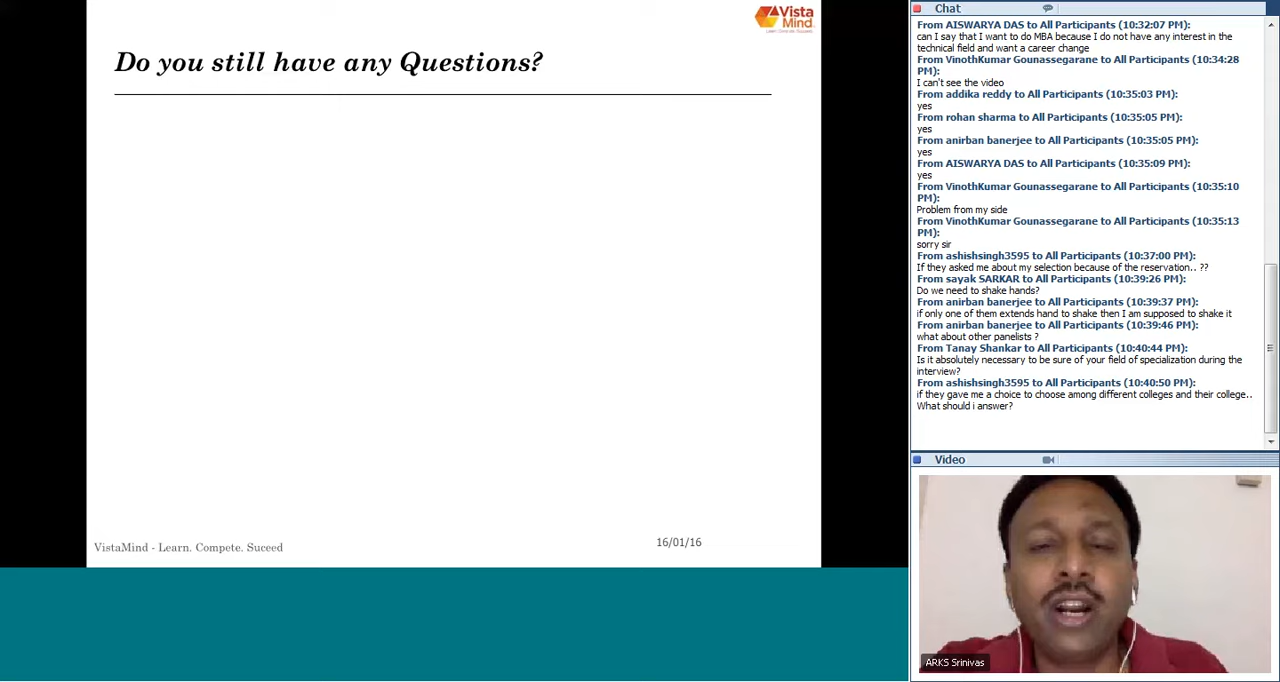 Vista
Mind
Do you still have any Questions?
VistaMind - Learn. Compete. Suceed
16/01/16
Chat
From AISWARYA DAS to All Participants (10:32:07 PM):
can I say that I want to do MBA because I do not have any interest in the
technical field and want a career change
From VinothKumar Gounassegarane to All Participants (10:34:28
PM):
I can't see the video
From addika reddy to All Participants (10:35:03 PM):
yes
From rohan sharma to All Participants (10:35:05 PM):
yes
From anirban banerjee to All Participants (10:35:05 PM):
yes
From AISWARYA DAS to All Participants (10:35:09 PM):
yes
From VinothKumar Gounassegarane to All Participants (10:35:10
PM):
Problem from my side
From VinothKumar Gounassegarane to All Participants (10:35:13
PM):
sorry sir
From ashishsingh3595 to All Participants (10:37:00 PM):
If they asked me about my selection because of the reservation.. ??
From sayak SARKAR to All Participants (10:39:26 PM):
Do we need to shake hands?
From anirban banerjee to All Participants (10:39:37 PM):
if only one of them extends hand to shake then I am supposed to shake it
From anirban banerjee to All Participants (10:39:46 PM):
what about other panelists ?
From Tanay Shankar to All Participants (10:40:44 PM):
Is it absolutely necessary to be sure of your field of specialization during the
interview?
From ashishsingh3595 to All Participants (10:40:50 PM):
if they gave me a choice to choose among different colleges and their college..
What should i answer?
Video
ARKS Srinivas